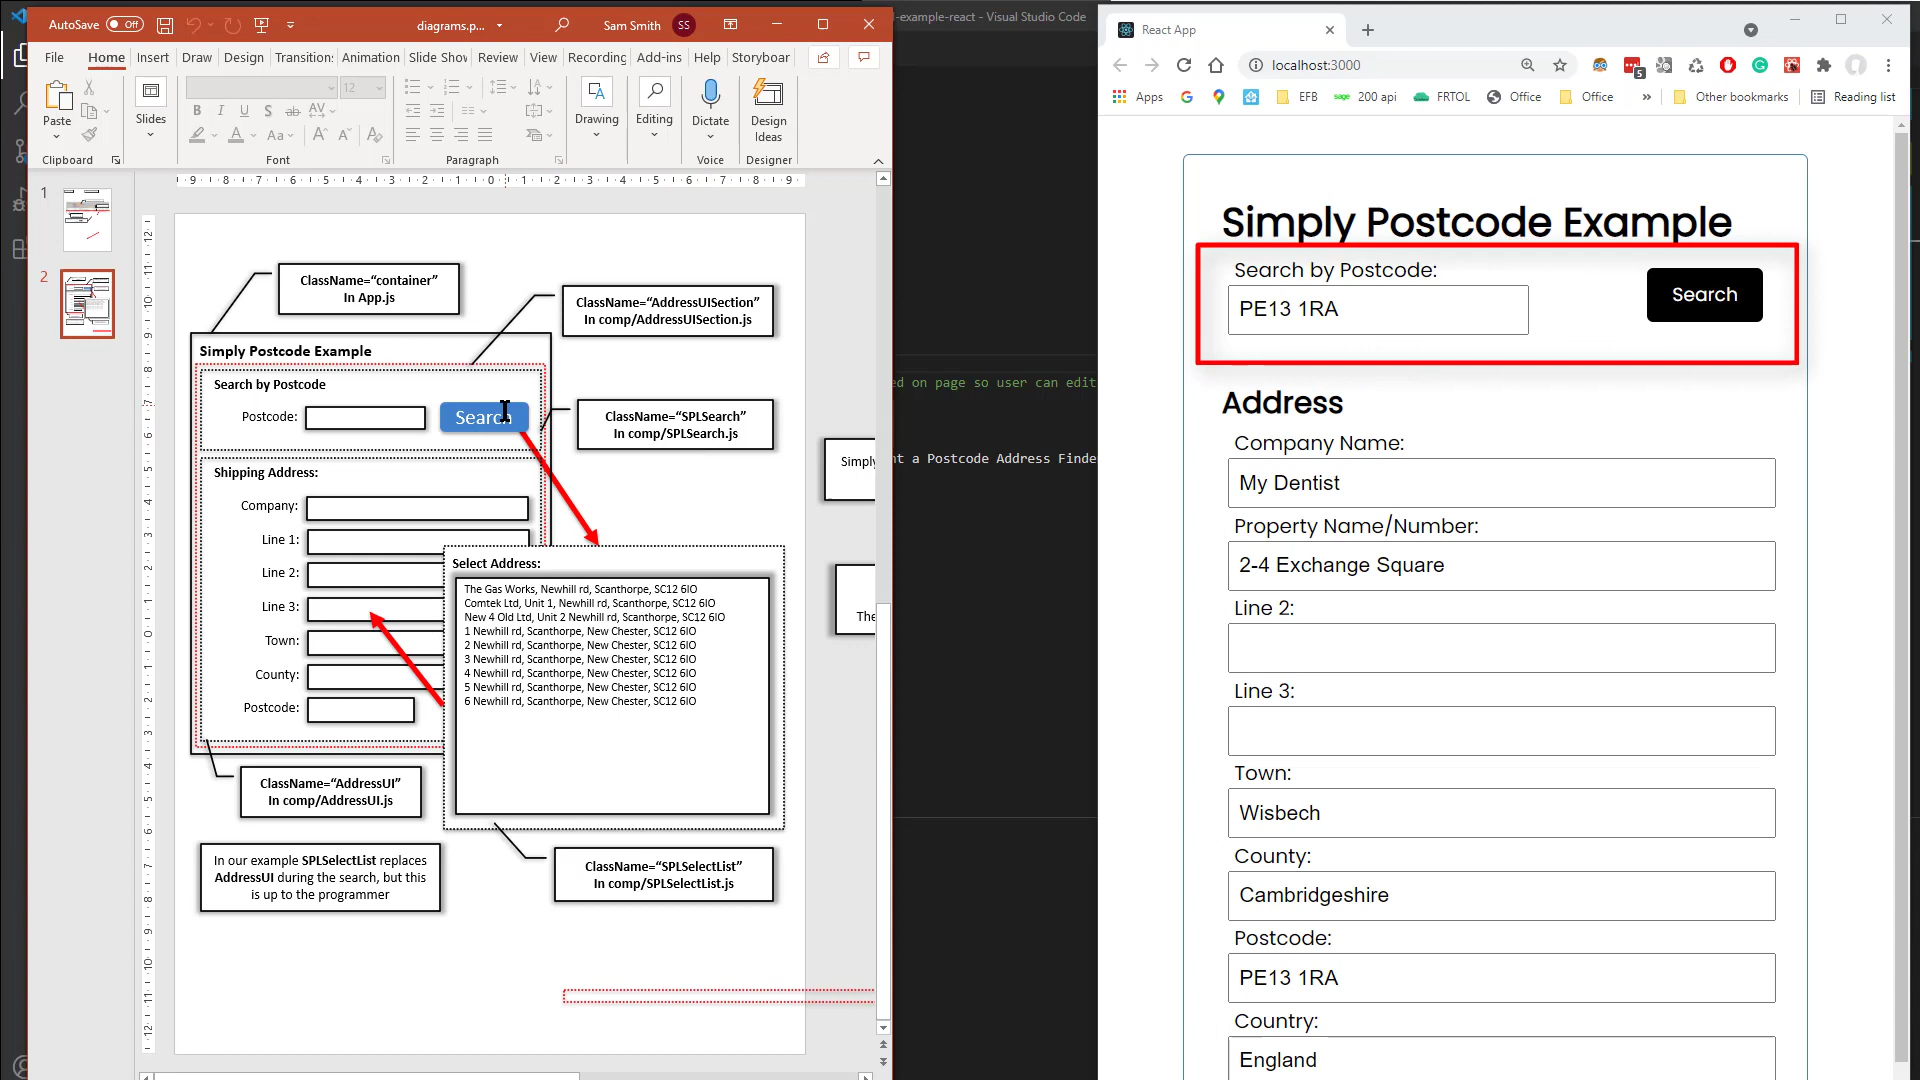 AutoSave Off
diagrams.p...
Sam Smith SS
File Home Insert Draw Design Transition: Animation Slide Shov Review View Recording Add-ins Help Storyboar
Paste
Clipboard
12
Font
Paragraph
Slides
Drawing
Editing
Dictate
Voice
Design
Ideas
Designer
1
2
ClassName=“container”
In App.js
ClassName=“AddressUISection”
In comp/AddressUISection.js
Simply Postcode Example
Search by Postcode
Postcode:
Search
ClassName=“SPLSearch”
In comp/SPLSearch.js
Shipping Address:
Company:
Line 1:
Line 2:
Line 3:
Town:
County:
Postcode:
Select Address:
The Gas Works, Newhill rd, Scanthorpe, SC12 6IO
Comtek Ltd, Unit 1, Newhill rd, Scanthorpe, SC12 6IO
New 4 Old Ltd, Unit 2 Newhill rd, Scanthorpe, SC12 6IO
1 Newhill rd, Scanthorpe, New Chester, SC12 6IO
2 Newhill rd, Scanthorpe, New Chester, SC12 6IO
3 Newhill rd, Scanthorpe, New Chester, SC12 6IO
4 Newhill rd, Scanthorpe, New Chester, SC12 6IO
5 Newhill rd, Scanthorpe, New Chester, SC12 6IO
6 Newhill rd, Scanthorpe, New Chester, SC12 6IO
ClassName=“AddressUI”
In comp/AddressUI.js
In our example SPLSelectList replaces
AddressUI during the search, but this
is up to the programmer
ClassName=“SPLSelectList”
In comp/SPLSelectList.js
Simply
The
-example-react - Visual Studio Code
ed on page so user can edit
nt a Postcode Address Finde
React App
localhost:3000
Apps EFB 200 api FRTOL Office Office » Other bookmarks Reading list
Simply Postcode Example
Search by Postcode:
PE13 1RA
Search
Address
Company Name:
My Dentist
Property Name/Number:
2-4 Exchange Square
Line 2:
Line 3:
Town:
Wisbech
County:
Cambridgeshire
Postcode:
PE13 1RA
Country:
England